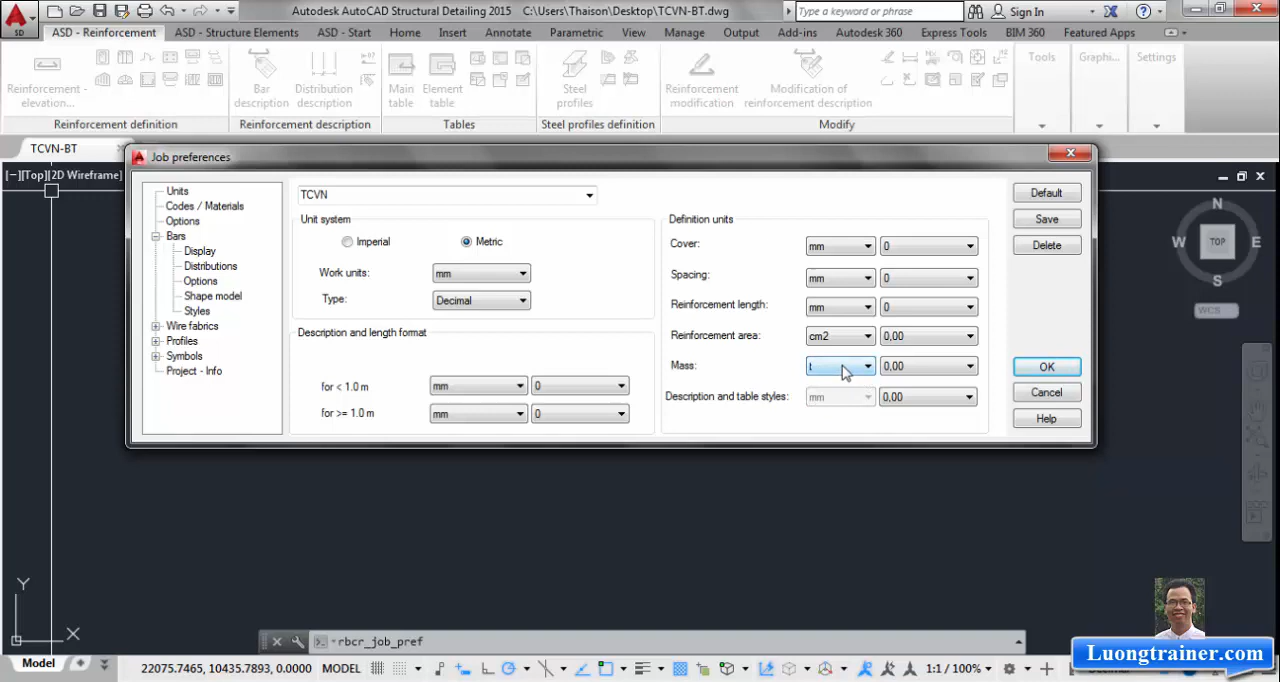 Autodesk AutoCAD Structural Detailing 2015 C:\Users\Thaison\Desktop\TCVN-BT.dwg
Type a keyword or phrase
Sign In
SD
ASD - Reinforcement
ASD - Structure Elements
ASD - Start
Home
Insert
Annotate
Parametric
View
Manage
Output
Add-ins
Autodesk 360
Express Tools
BIM 360
Featured Apps
Reinforcement - elevation...
Bar description
Distribution description
Main table
Element table
Steel profiles
Reinforcement modification
Modification of reinforcement description
Tools
Graphi...
Settings
Reinforcement definition
Reinforcement description
Tables
Steel profiles definition
Modify
TCVN-BT
[−][Top][2D Wireframe]
Job preferences
Units
Codes / Materials
Options
Bars
Display
Distributions
Options
Shape model
Styles
Wire fabrics
Profiles
Symbols
Project - Info
TCVN
Unit system
Imperial
Metric
Work units:
mm
Type:
Decimal
Description and length format
for < 1.0 m
mm
0
for >= 1.0 m
mm
0
Definition units
Cover:
mm
0
Spacing:
mm
0
Reinforcement length:
mm
0
Reinforcement area:
cm2
0,00
Mass:
t
0,00
Description and table styles:
mm
0,00
Default
Save
Delete
OK
Cancel
Help
N
W
TOP
E
S
WCS
Y
X
rbcr_job_pref
Model
22075.7465, 10435.7893, 0.0000
MODEL
1:1 / 100%
Luongtrainer.com